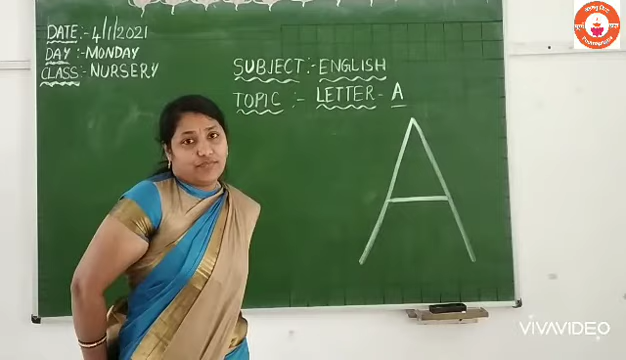 DATE:- 4/1/2021
DAY :- MONDAY
CLASS:- NURSERY
SUBJECT:- ENGLISH
TOPIC :- LETTER- A
A
VIVAVIDEO